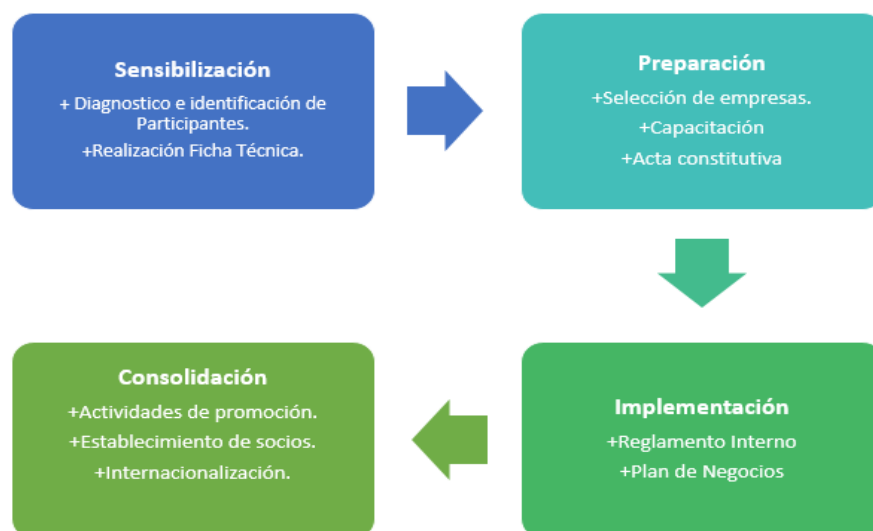 Sensibilización
+ Diagnostico e identificación de
Participantes.
+Realización Ficha Técnica.
Preparación
+Selección de empresas.
+Capacitación
+Acta constitutiva
Implementación
+Reglamento Interno
+Plan de Negocios
Consolidación
+Actividades de promoción.
+Establecimiento de socios.
+Internacionalización.